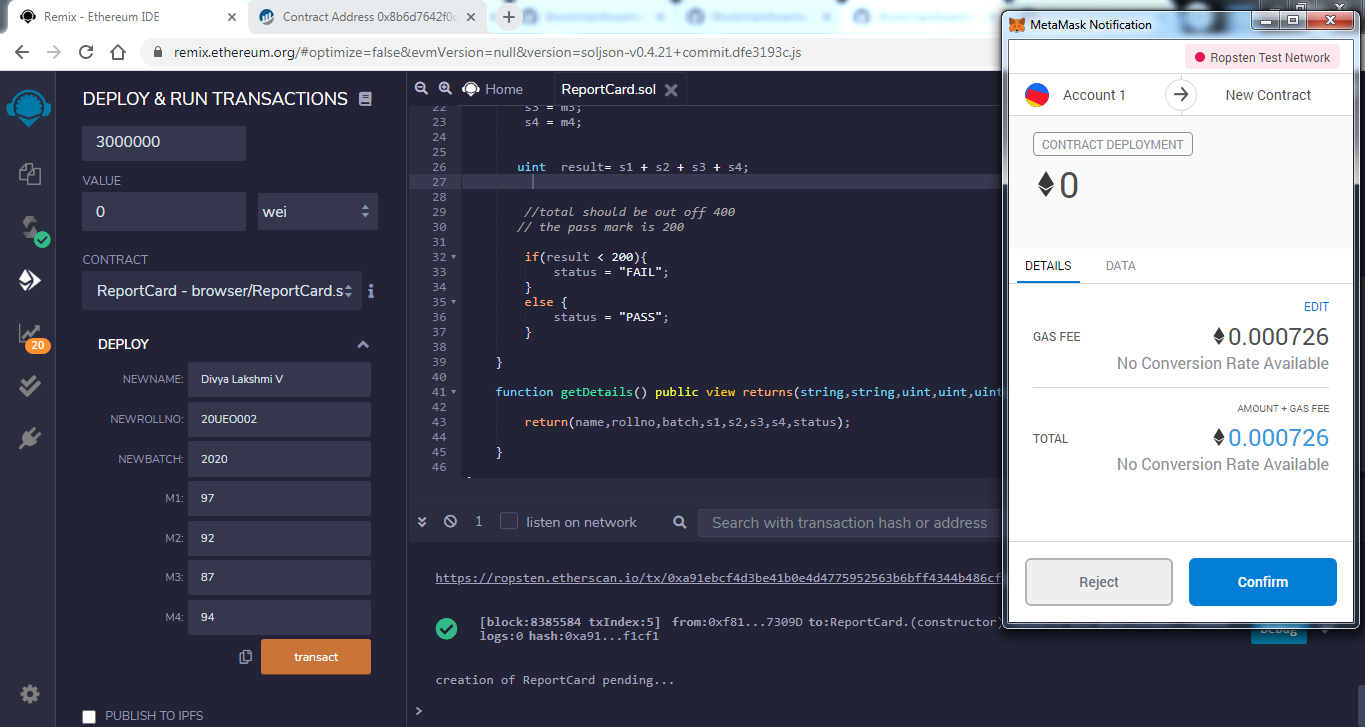 Remix - Ethereum IDE
Contract Address 0x8b6d7642f0c
remix.ethereum.org/#optimize=false&evmVersion=null&version=soljson-v0.4.21+commit.dfe3193c.js
DEPLOY & RUN TRANSACTIONS
3000000
VALUE
0
wei
CONTRACT
ReportCard - browser/ReportCard.s
DEPLOY
NEWNAME: Divya Lakshmi V
NEWROLLNO: 20UEO002
NEWBATCH: 2020
M1: 97
M2: 92
M3: 87
M4: 94
transact
PUBLISH TO IPFS
20
Home
ReportCard.sol
22 s3 = m3;
23 s4 = m4;
24
25
26 uint result= s1 + s2 + s3 + s4;
27
28
29 //total should be out off 400
30 // the pass mark is 200
31
32 if(result < 200){
33 status = "FAIL";
34 }
35 else {
36 status = "PASS";
37 }
38
39 }
40
41 function getDetails() public view returns(string,string,uint,uint,uint
42
43 return(name,rollno,batch,s1,s2,s3,s4,status);
44
45 }
46
1
listen on network
Search with transaction hash or address
https://ropsten.etherscan.io/tx/0xa91ebcf4d3be41b0e4d4775952563b6bff4344b486cf
[block:8385584 txIndex:5] from:0xf81...7309D to:ReportCard.(constructor)
logs:0 hash:0xa91...f1cf1
Debug
creation of ReportCard pending...
>
MetaMask Notification
Ropsten Test Network
Account 1
New Contract
CONTRACT DEPLOYMENT
0
DETAILS
DATA
EDIT
GAS FEE
0.000726
No Conversion Rate Available
AMOUNT + GAS FEE
TOTAL
0.000726
No Conversion Rate Available
Reject
Confirm